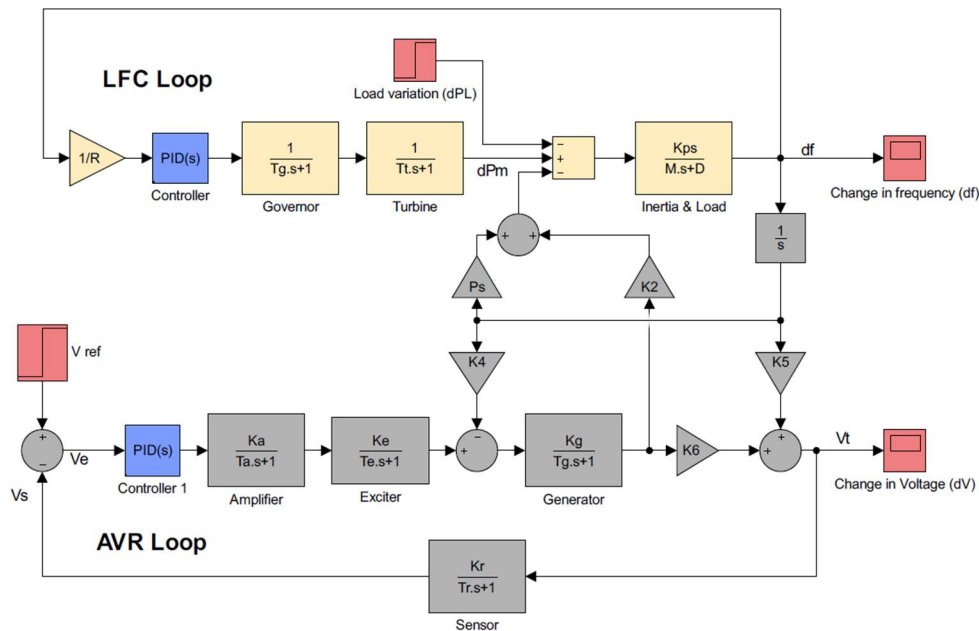 LFC Loop
Load variation (dPL)
1/R
PID(s)
Controller
1
Tg.s+1
Governor
1
Tt.s+1
Turbine
dPm
−
+
−
Kps
M.s+D
Inertia & Load
df
Change in frequency (df)
1
s
+ +
Ps
K2
K4
K5
V ref
+
−
Ve
Vs
PID(s)
Controller 1
Ka
Ta.s+1
Amplifier
Ke
Te.s+1
Exciter
−
+
Kg
Tg.s+1
Generator
K6
+
+
Vt
Change in Voltage (dV)
AVR Loop
Kr
Tr.s+1
Sensor